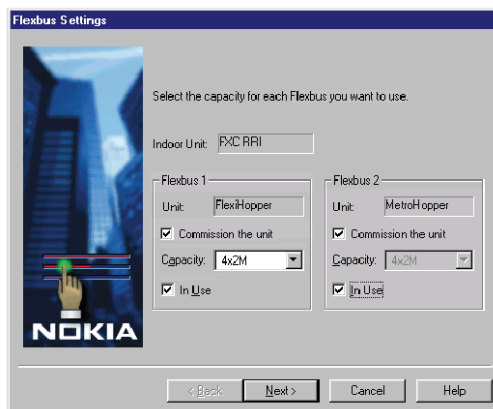 Flexbus Settings
Select the capacity for each Flexbus you want to use.
Indoor Unit: FXC RRI
Flexbus 1
Unit: FlexiHopper
Commission the unit
Capacity: 4x2M
In Use
Flexbus 2
Unit: MetroHopper
Commission the unit
Capacity: 4x2M
In Use
NOKIA
< Back Next > Cancel Help